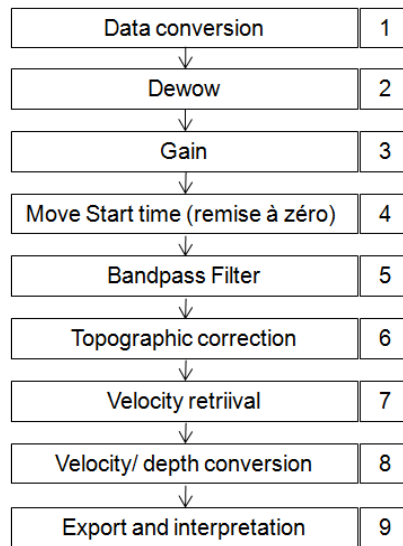 Data conversion 1
Dewow 2
Gain 3
Move Start time (remise à zéro) 4
Bandpass Filter 5
Topographic correction 6
Velocity retriival 7
Velocity/ depth conversion 8
Export and interpretation 9